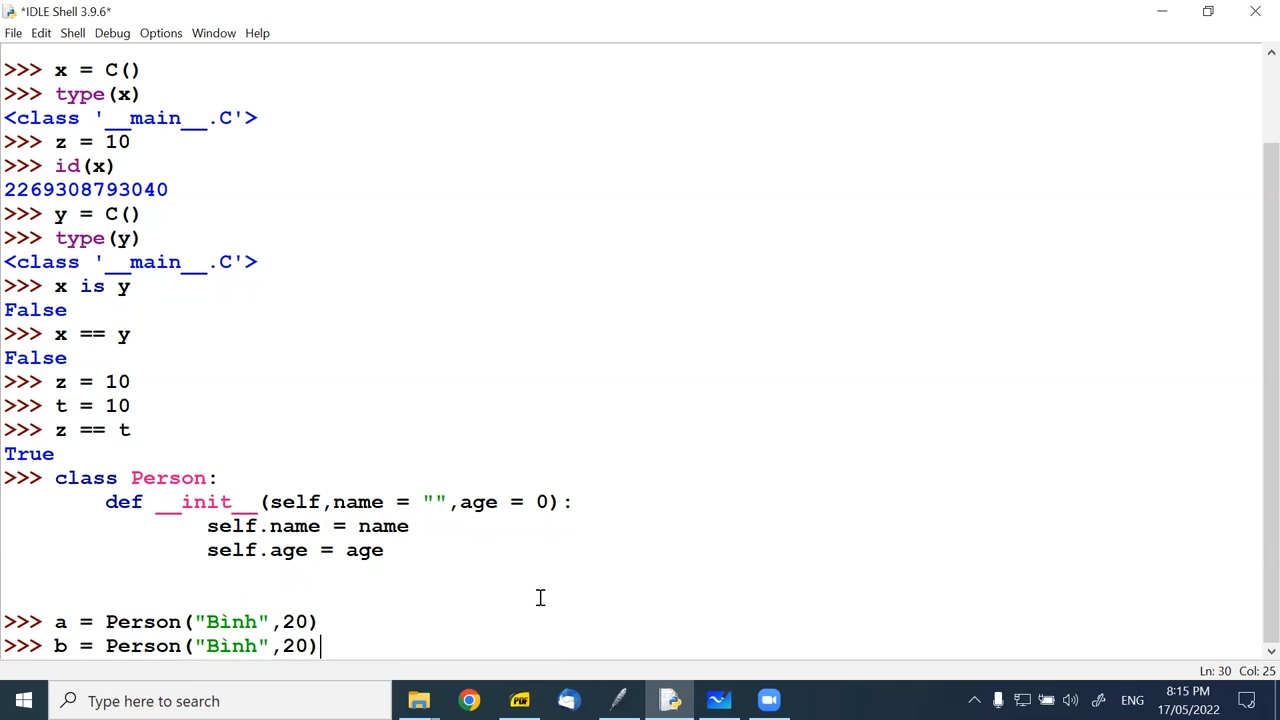 *IDLE Shell 3.9.6*
File Edit Shell Debug Options Window Help
>>> x = C()
>>> type(x)
<class '__main__.C'>
>>> z = 10
>>> id(x)
2269308793040
>>> y = C()
>>> type(y)
<class '__main__.C'>
>>> x is y
False
>>> x == y
False
>>> z = 10
>>> t = 10
>>> z == t
True
>>> class Person:
def __init__(self,name = "",age = 0):
self.name = name
self.age = age
>>> a = Person("Bình",20)
>>> b = Person("Bình",20)
Ln: 30 Col: 25
Type here to search
PDF
ENG
8:15 PM
17/05/2022